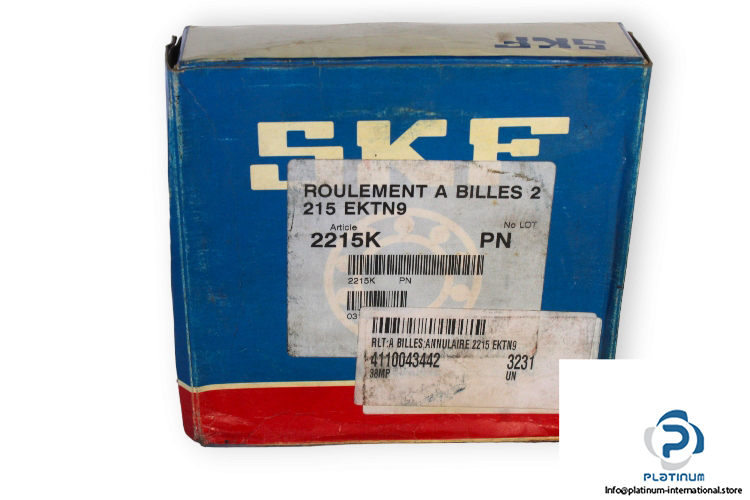 SKF
SKF
ROULEMENT A BILLES 2
215 EKTN9
Article
No LOT
2215K PN
2215K PN
RLT:A BILLES:ANNULAIRE 2215 EKTN9
4110043442 3231
38MP UN
PLATINUM
Info@platinum-international.store